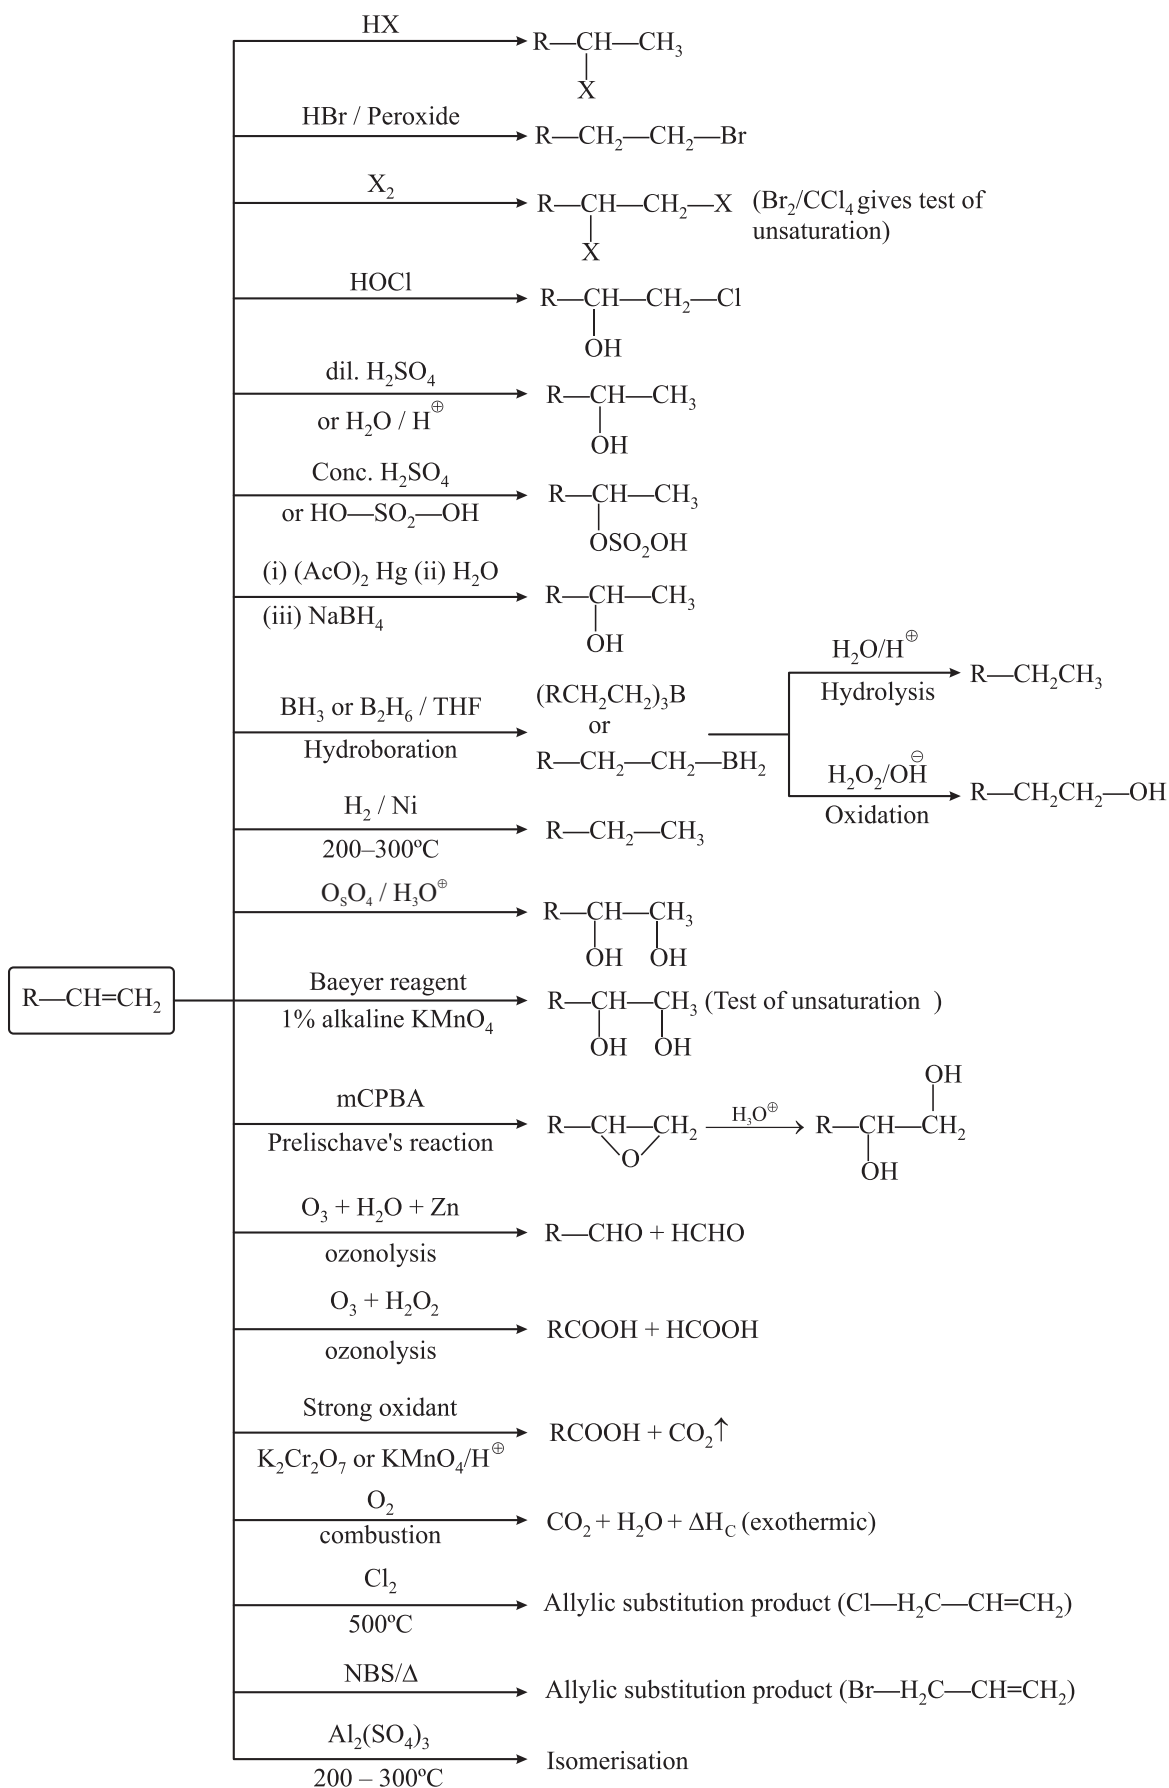 HX
R—CH—CH₃
X
HBr / Peroxide
R—CH₂—CH₂—Br
X₂
R—CH—CH₂—X (Br₂/CCl₄ gives test of
unsaturation)
X
HOCl
R—CH—CH₂—Cl
OH
dil. H₂SO₄
R—CH—CH₃
or H₂O / H⊕
OH
Conc. H₂SO₄
R—CH—CH₃
or HO—SO₂—OH
OSO₂OH
(i) (AcO)₂ Hg (ii) H₂O
R—CH—CH₃
(iii) NaBH₄
OH
BH₃ or B₂H₆ / THF
Hydroboration
(RCH₂CH₂)₃B
or
R—CH₂—CH₂—BH₂
H₂O/H⊕
Hydrolysis
R—CH₂CH₃
H₂O₂/OH⊖
Oxidation
R—CH₂CH₂—OH
H₂ / Ni
200–300ºC
R—CH₂—CH₃
OsO₄ / H₃O⊕
R—CH—CH₃
OH OH
R—CH=CH₂
Baeyer reagent
1% alkaline KMnO₄
R—CH—CH₃ (Test of unsaturation )
OH OH
mCPBA
Prelischave's reaction
R—CH—CH₂
O
H₃O⊕
OH
R—CH—CH₂
OH
O₃ + H₂O + Zn
ozonolysis
R—CHO + HCHO
O₃ + H₂O₂
ozonolysis
RCOOH + HCOOH
Strong oxidant
K₂Cr₂O₇ or KMnO₄/H⊕
RCOOH + CO₂↑
O₂
combustion
CO₂ + H₂O + ΔH_C (exothermic)
Cl₂
500ºC
Allylic substitution product (Cl—H₂C—CH=CH₂)
NBS/Δ
Allylic substitution product (Br—H₂C—CH=CH₂)
Al₂(SO₄)₃
200 – 300ºC
Isomerisation